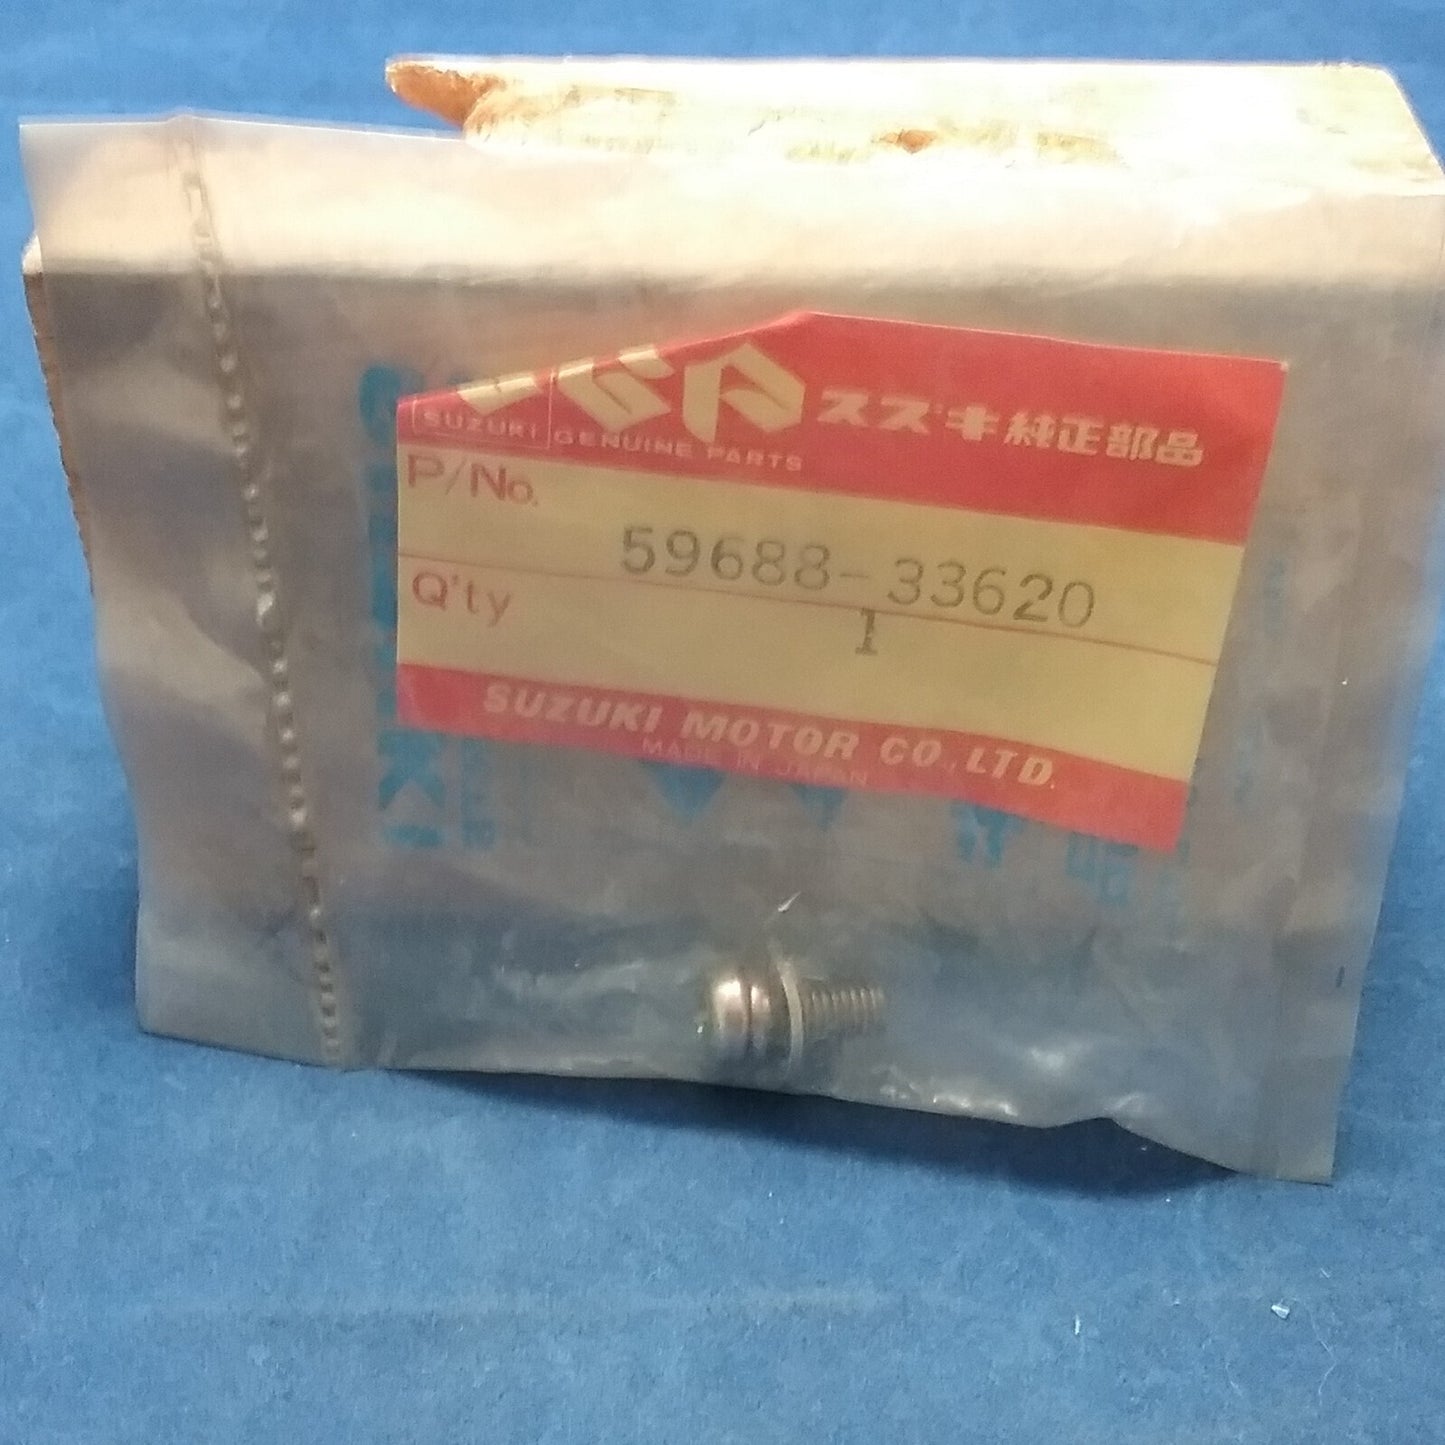 SGP スズキ純正部品
SUZUKI GENUINE PARTS
P/No.
59688-33620
Q'ty
1
SUZUKI MOTOR CO., LTD.
MADE IN JAPAN